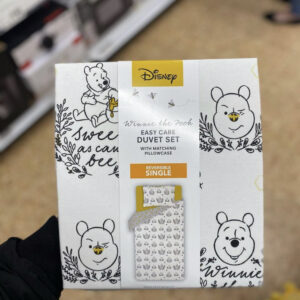 Disney
Winnie the Pooh
EASY CARE
DUVET SET
WITH MATCHING
PILLOWCASE
REVERSIBLE
SINGLE
Sweet
as can
bee
Winnie